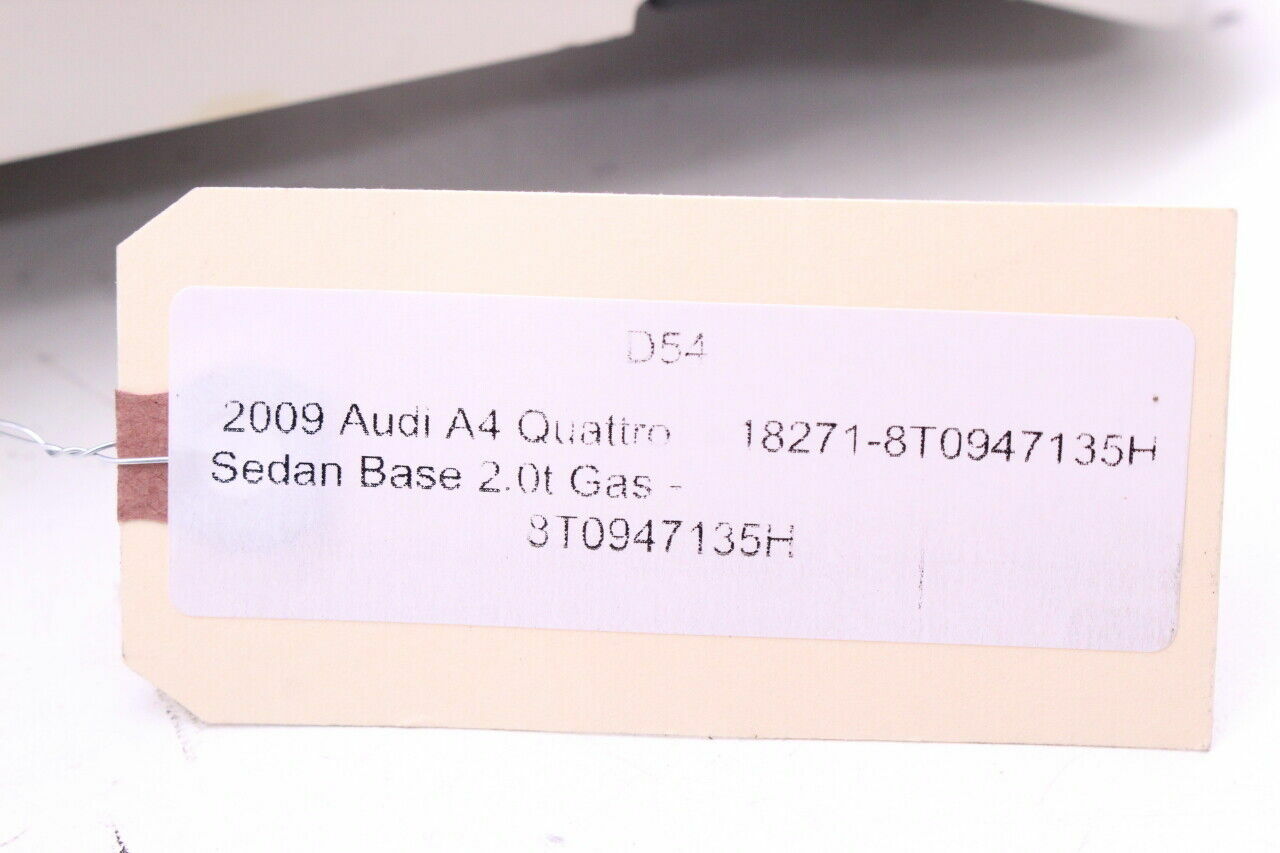 D54
2009 Audi A4 Quattro 18271-8T0947135H
Sedan Base 2.0t Gas -
8T0947135H